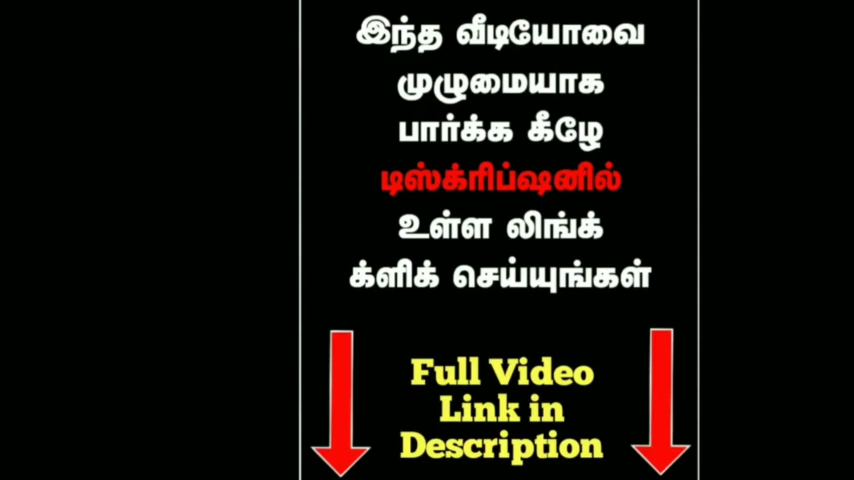 இந்த வீடியோவை
முழுமையாக
பார்க்க கீழே
டிஸ்க்ரிப்ஷனில்
உள்ள லிங்க்
க்ளிக் செய்யுங்கள்
Full Video
Link in
Description